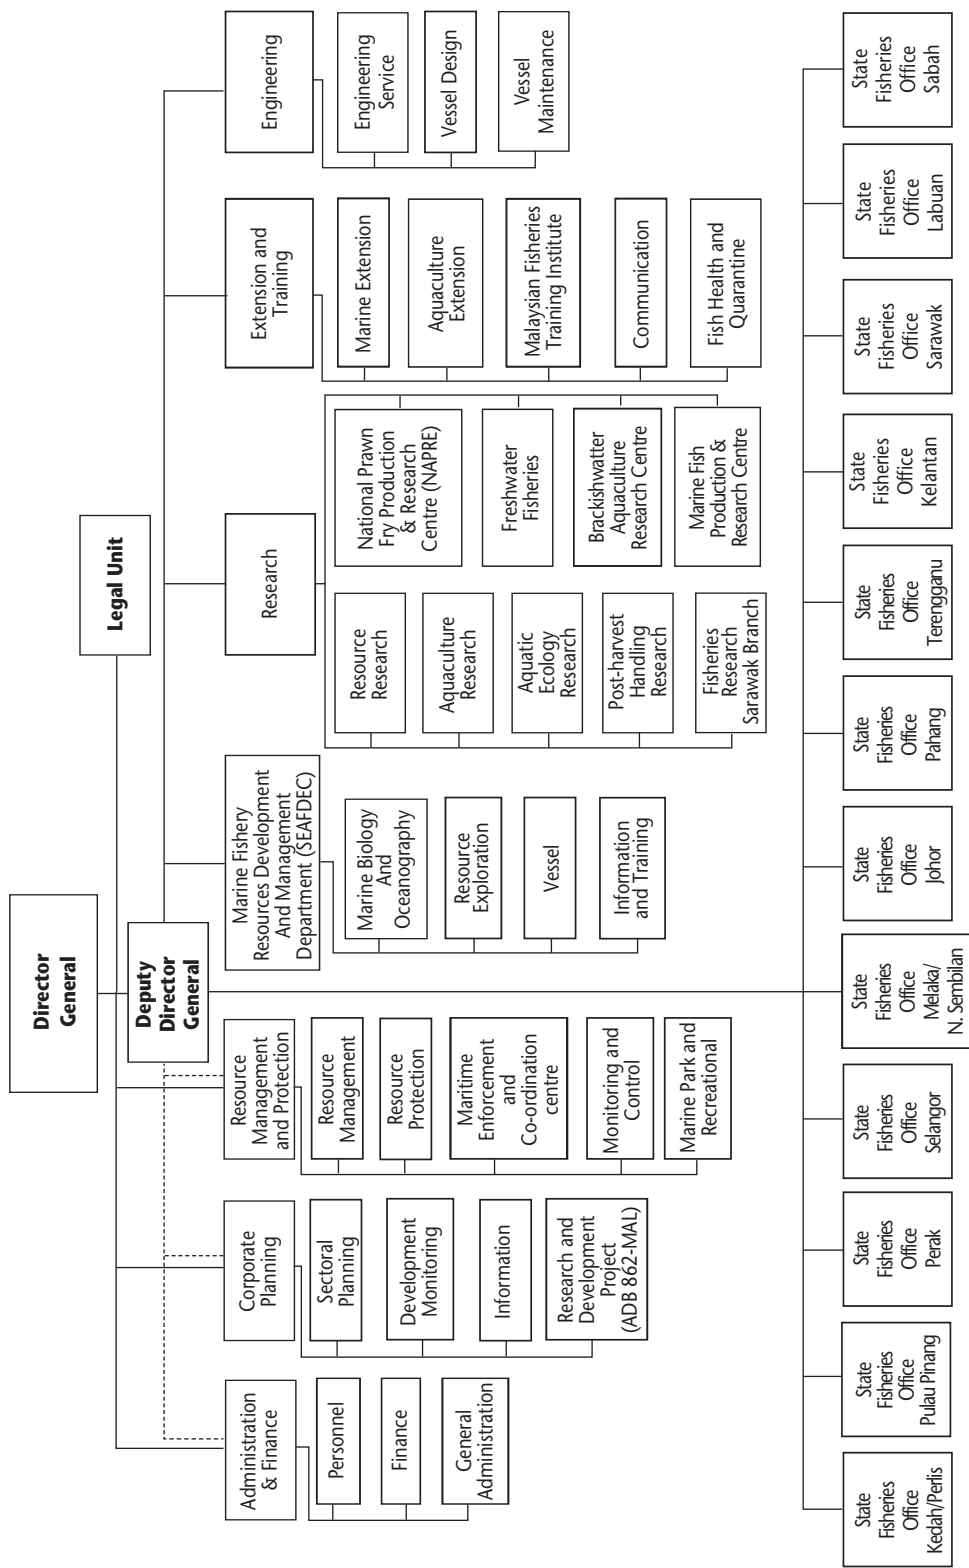 Director
General
Legal Unit
Deputy
Director
General
Administration
& Finance
Personnel
Finance
General
Administration
Corporate
Planning
Sectoral
Planning
Development
Monitoring
Information
Research and
Development
Project
(ADB 862-MAL)
Resource
Management
and Protection
Resource
Management
Resource
Protection
Maritime
Enforcement
and
Co-ordination
centre
Monitoring and
Control
Marine Park and
Recreational
Marine Fishery
Resources Development
And Management
Department (SEAFDEC)
Marine Biology
And
Oceanography
Resource
Exploration
Vessel
Information
and Training
Research
Resource
Research
Aquaculture
Research
Aquatic
Ecology
Research
Post-harvest
Handling
Research
Fisheries
Research
Sarawak Branch
National Prawn
Fry Production
& Research
Centre (NAPRE)
Freshwater
Fisheries
Brackishwatter
Aquaculture
Research Centre
Marine Fish
Production &
Research Centre
Extension and
Training
Marine Extension
Aquaculture
Extension
Malaysian Fisheries
Training Institute
Communication
Fish Health and
Quarantine
Engineering
Engineering
Service
Vessel Design
Vessel
Maintenance
State
Fisheries
Office
Kedah/Perlis
State
Fisheries
Office
Pulau Pinang
State
Fisheries
Office
Perak
State
Fisheries
Office
Selangor
State
Fisheries
Office
Melaka/
N. Sembilan
State
Fisheries
Office
Johor
State
Fisheries
Office
Pahang
State
Fisheries
Office
Terengganu
State
Fisheries
Office
Kelantan
State
Fisheries
Office
Sarawak
State
Fisheries
Office
Labuan
State
Fisheries
Office
Sabah